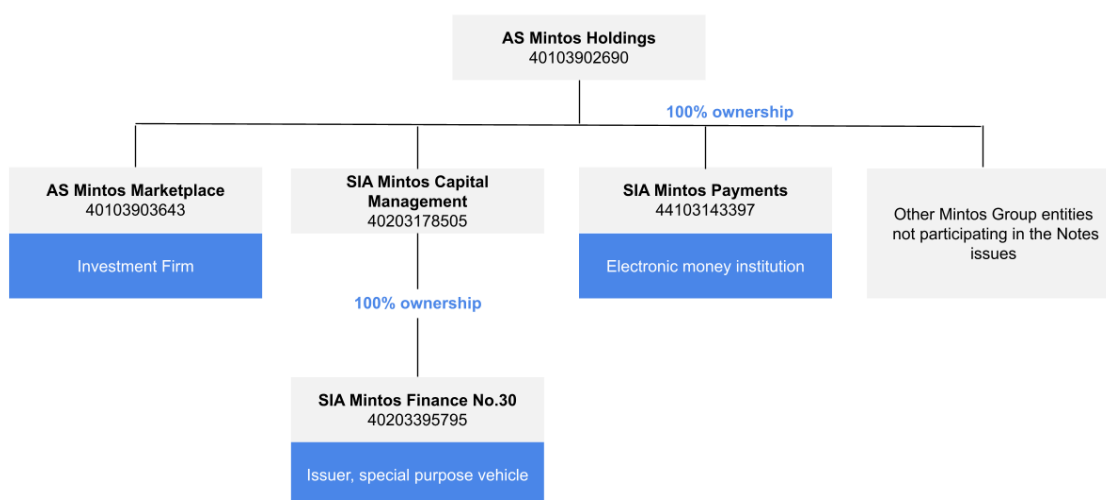 AS Mintos Holdings
40103902690
100% ownership
AS Mintos Marketplace
40103903643
Investment Firm
SIA Mintos Capital
Management
40203178505
SIA Mintos Payments
44103143397
Electronic money institution
Other Mintos Group entities
not participating in the Notes
issues
100% ownership
SIA Mintos Finance No.30
40203395795
Issuer, special purpose vehicle